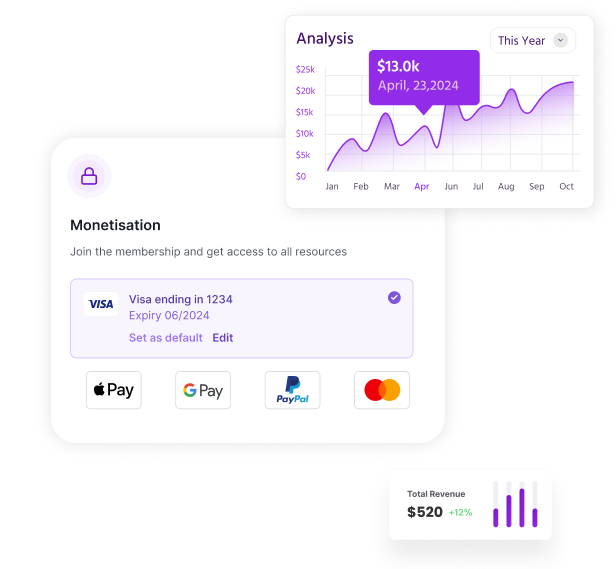 Analysis
This Year
$13.0k
April, 23,2024
$25k
$20k
$15k
$10k
$5k
$0
Jan Feb Mar Apr Jun Jul Aug Sep Oct
Monetisation
Join the membership and get access to all resources
VISA
Visa ending in 1234
Expiry 06/2024
Set as default Edit
Pay
G Pay
PayPal
Total Revenue
$520 +12%